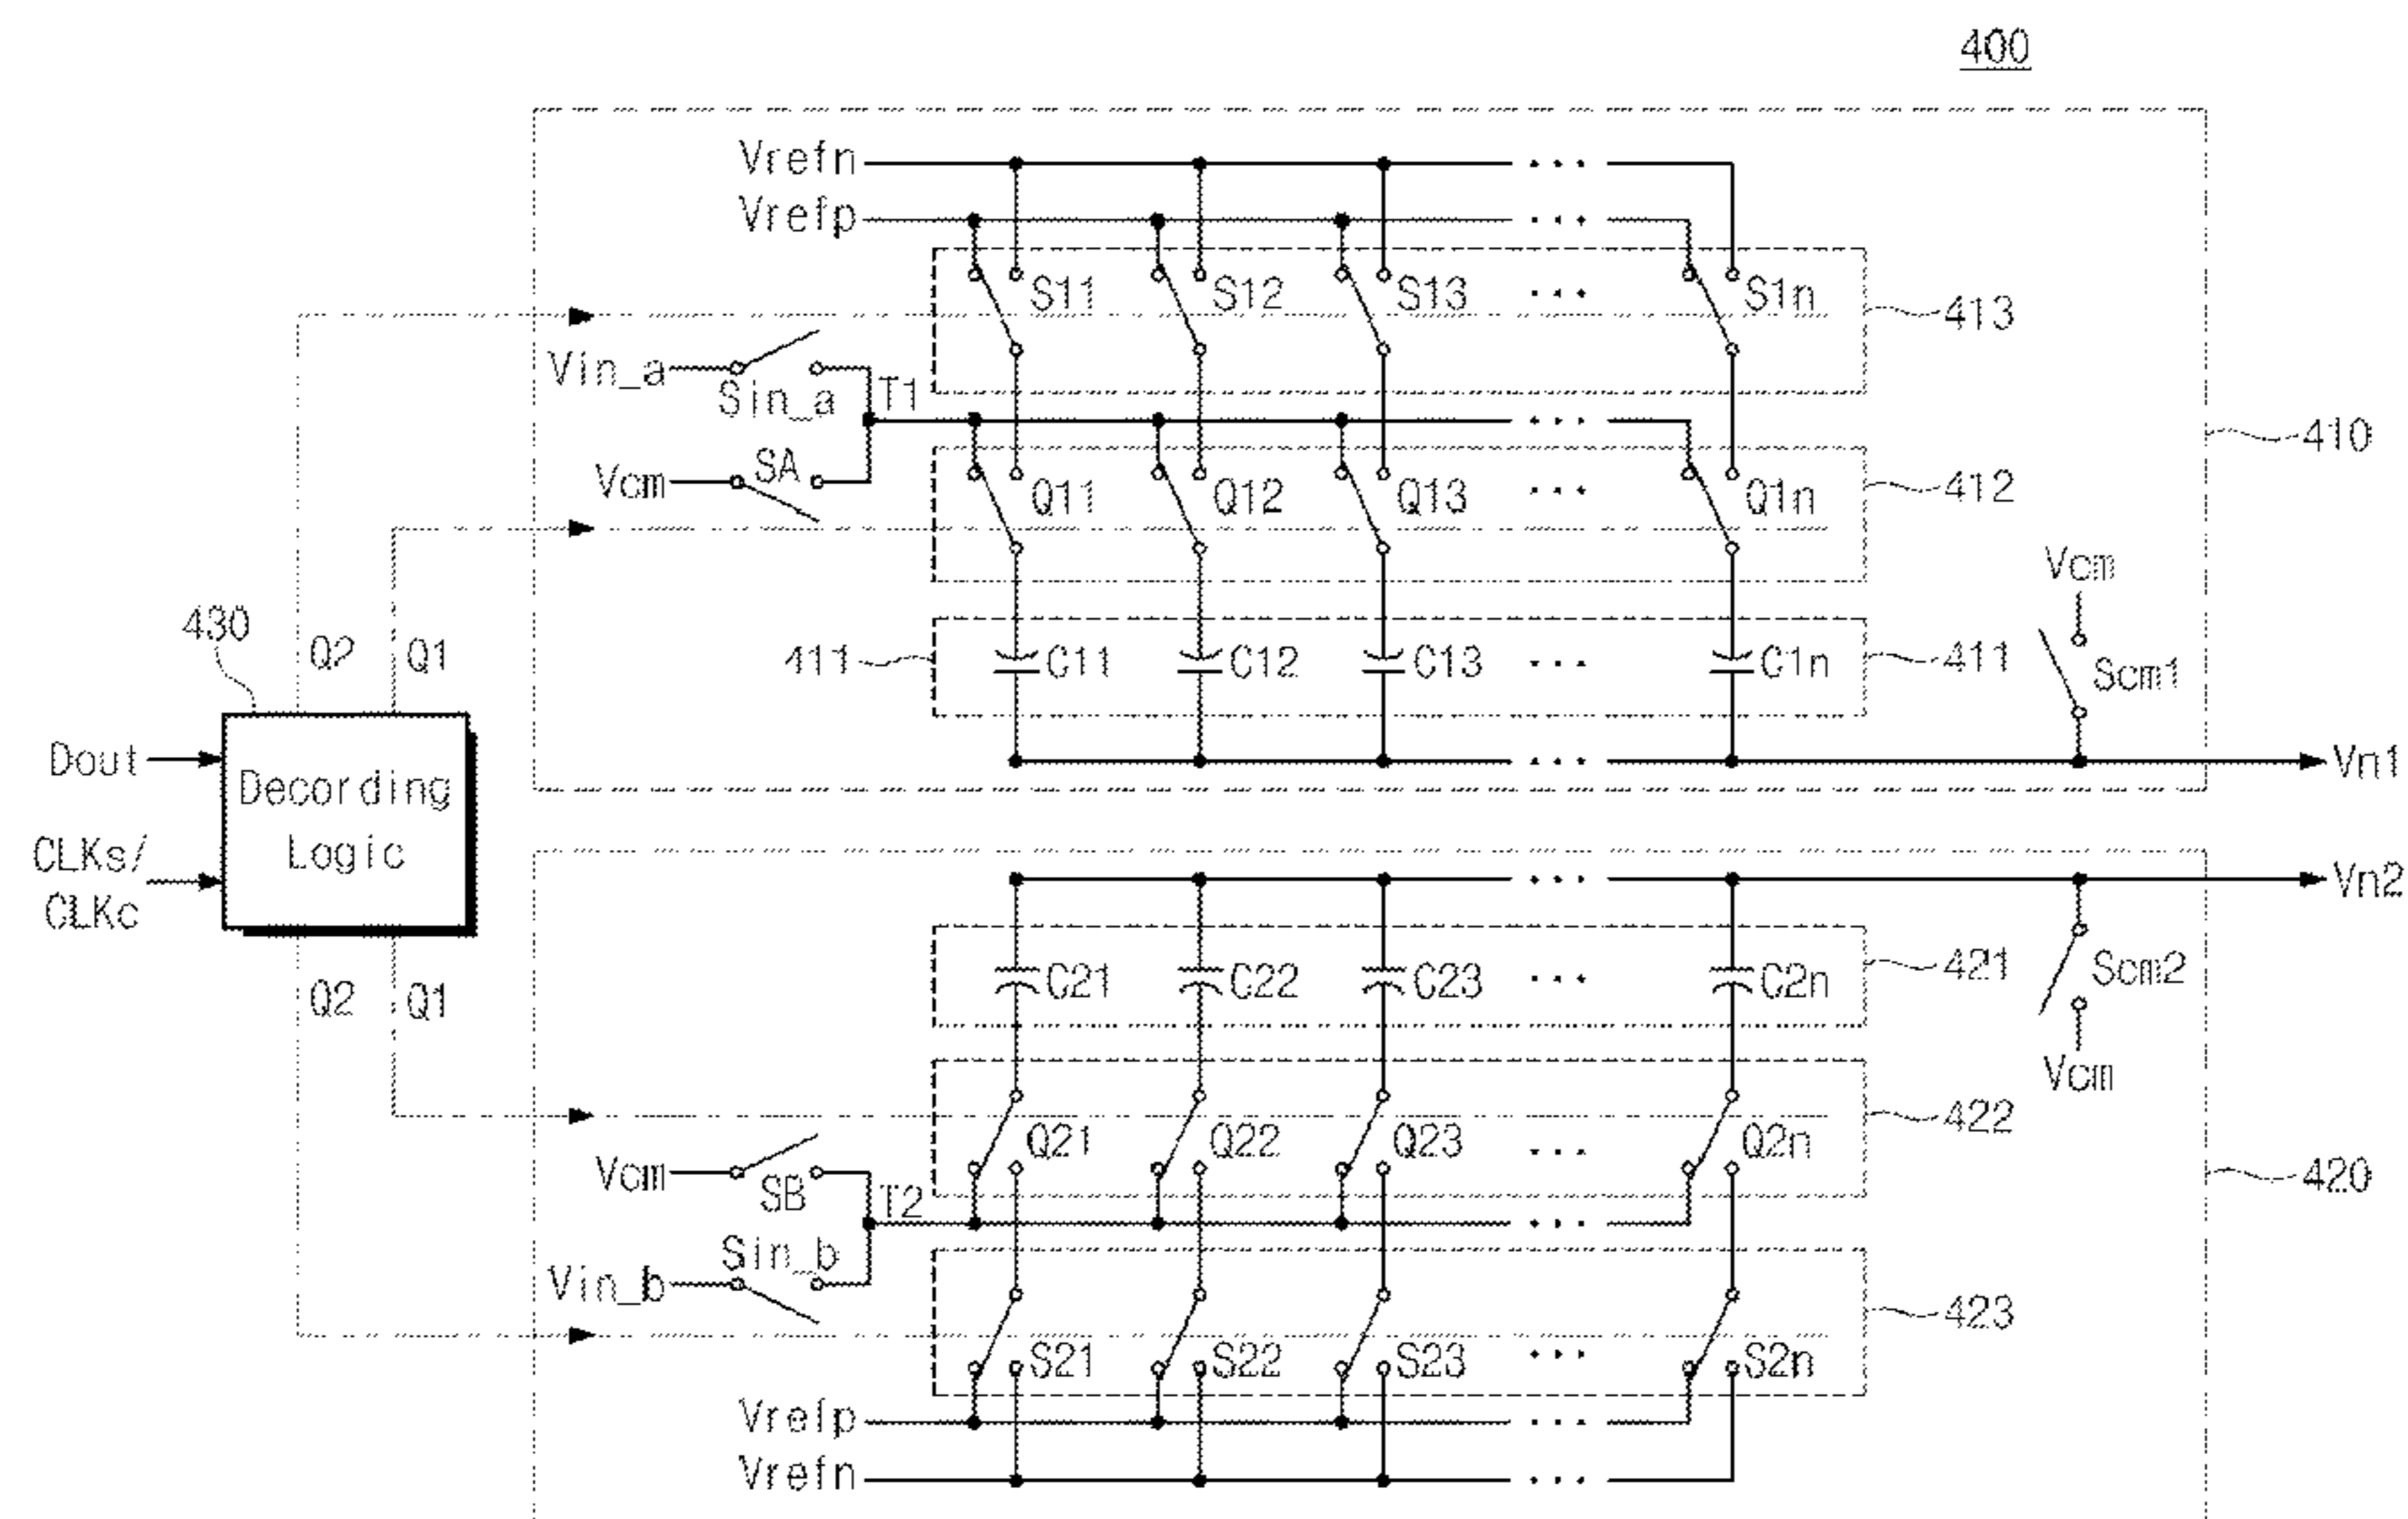 400
Vrefn
Vrefp
S11 S12 S13 ... S1n
413
Vin_a
Sin_a
T1
410
Vcm
SA
Q11 Q12 Q13 ... Q1n
412
Vcm
430
Q2 Q1
411
C11 C12 C13 ... C1n
411
Scm1
Dout
Decording
Logic
Vn1
CLKs/
CLKc
Vn2
Q2 Q1
C21 C22 C23 ... C2n
421
Scm2
Vcm
Q21 Q22 Q23 ... Q2n
422
Vcm
SB
T2
420
Sin_b
Vin_b
423
S21 S22 S23 ... S2n
Vrefp
Vrefn